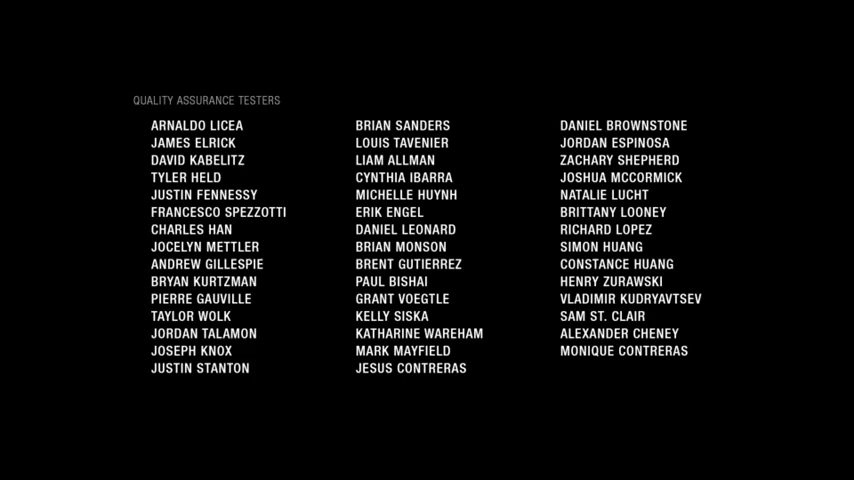 QUALITY ASSURANCE TESTERS
ARNALDO LICEA
JAMES ELRICK
DAVID KABELITZ
TYLER HELD
JUSTIN FENNESSY
FRANCESCO SPEZZOTTI
CHARLES HAN
JOCELYN METTLER
ANDREW GILLESPIE
BRYAN KURTZMAN
PIERRE GAUVILLE
TAYLOR WOLK
JORDAN TALAMON
JOSEPH KNOX
JUSTIN STANTON
BRIAN SANDERS
LOUIS TAVENIER
LIAM ALLMAN
CYNTHIA IBARRA
MICHELLE HUYNH
ERIK ENGEL
DANIEL LEONARD
BRIAN MONSON
BRENT GUTIERREZ
PAUL BISHAI
GRANT VOEGTLE
KELLY SISKA
KATHARINE WAREHAM
MARK MAYFIELD
JESUS CONTRERAS
DANIEL BROWNSTONE
JORDAN ESPINOSA
ZACHARY SHEPHERD
JOSHUA MCCORMICK
NATALIE LUCHT
BRITTANY LOONEY
RICHARD LOPEZ
SIMON HUANG
CONSTANCE HUANG
HENRY ZURAWSKI
VLADIMIR KUDRYAVTSEV
SAM ST. CLAIR
ALEXANDER CHENEY
MONIQUE CONTRERAS